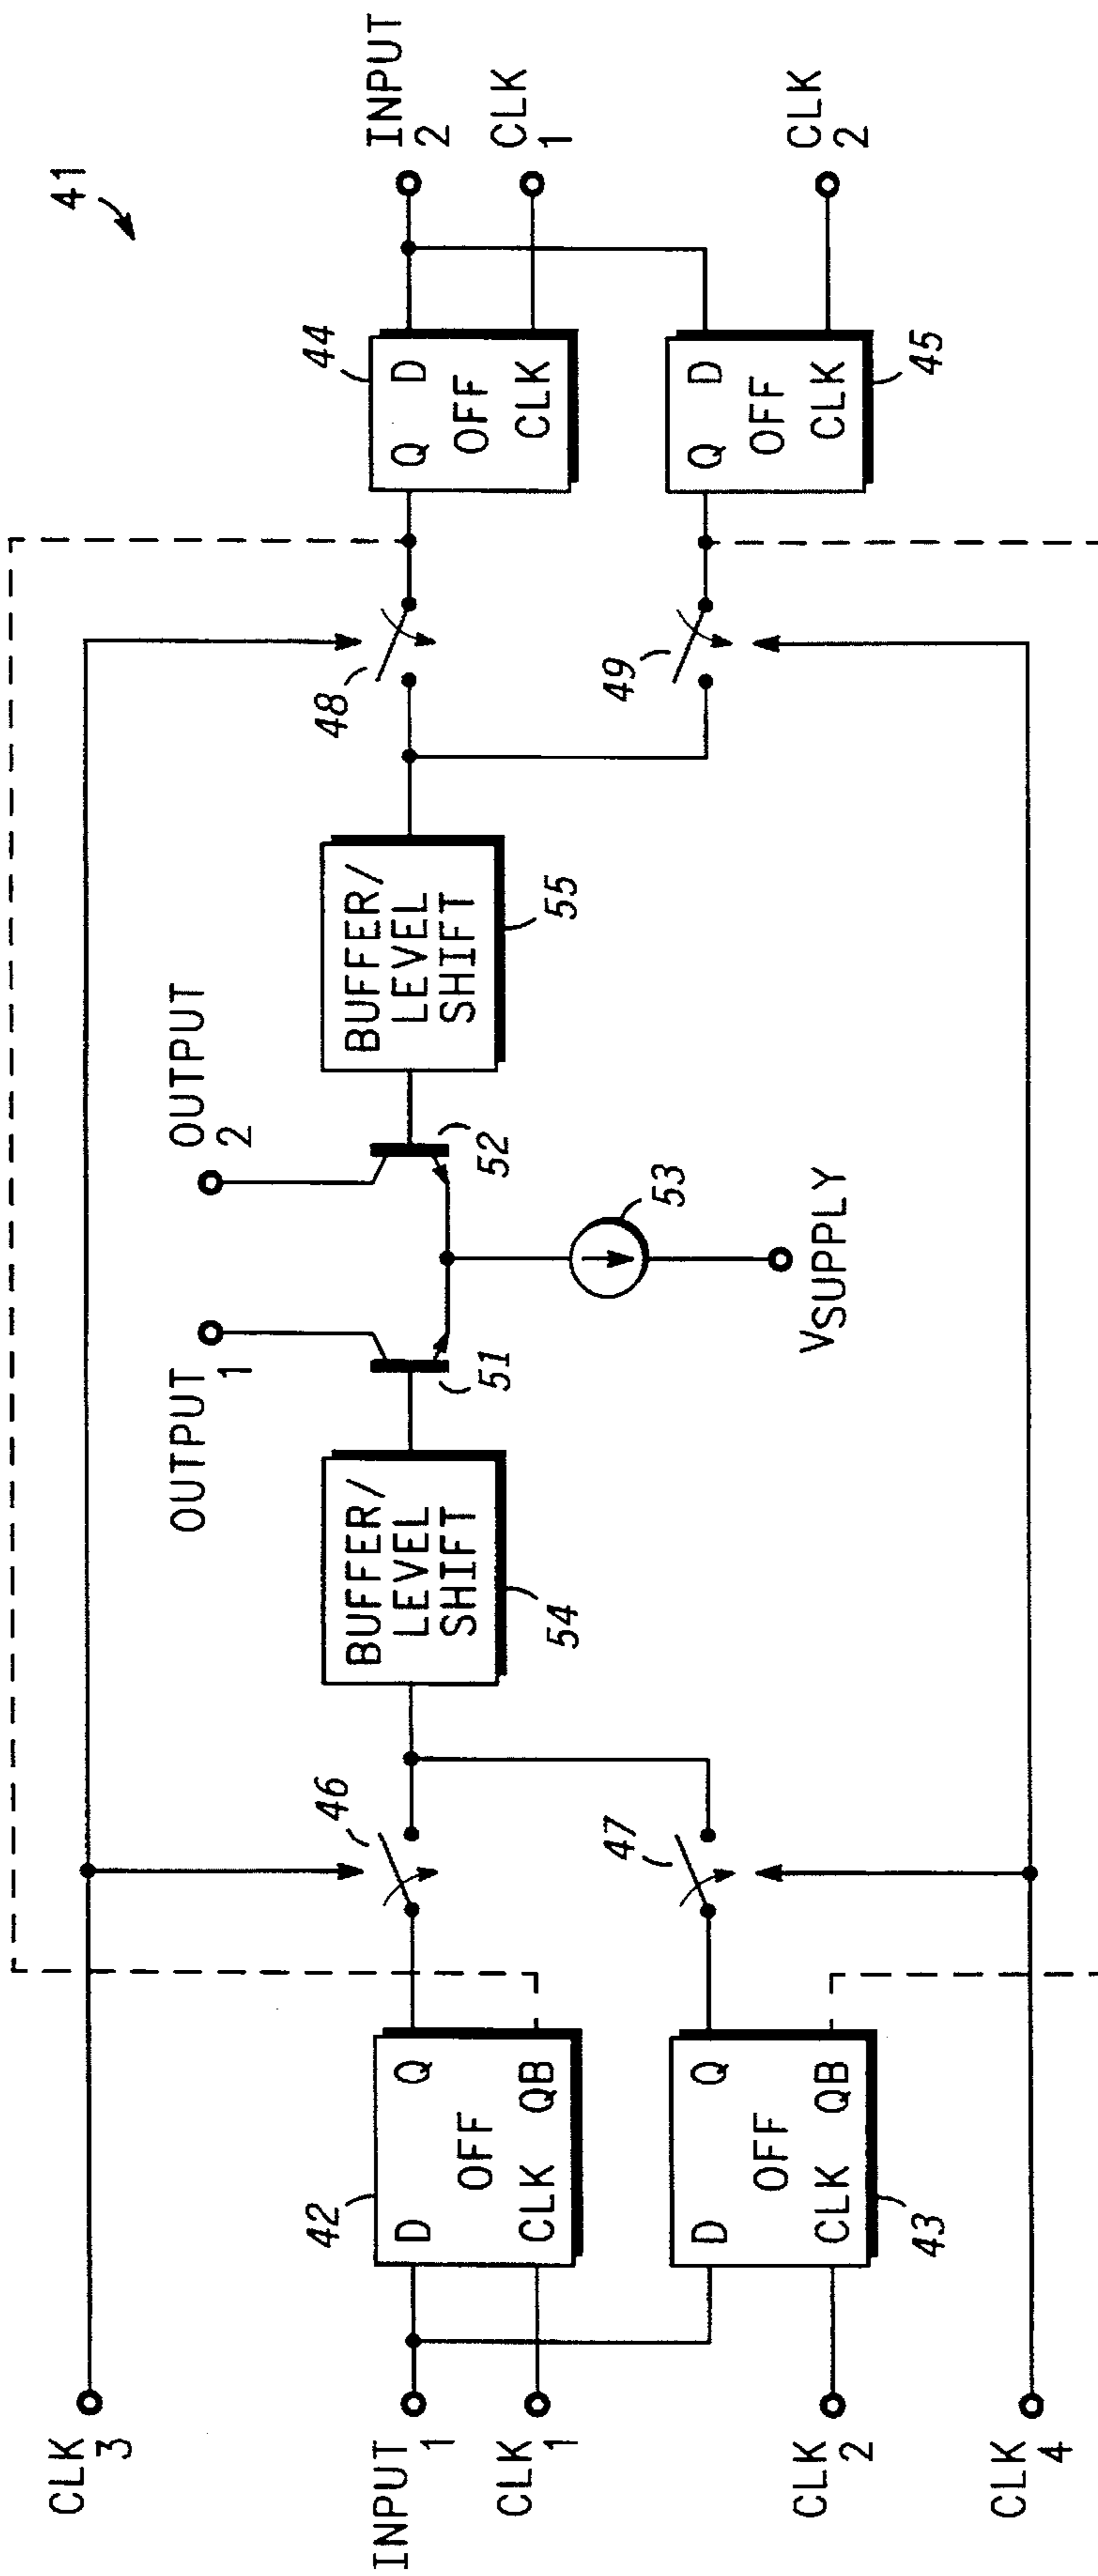 41
CLK
3
INPUT
1
CLK
1
CLK
2
CLK
4
42
D Q
OFF
CLK QB
43
D Q
OFF
CLK QB
46
47
BUFFER/
LEVEL
SHIFT
54
OUTPUT
1
OUTPUT
2
51
52
53
VSUPPLY
BUFFER/
LEVEL
SHIFT
55
48
49
44
Q D
OFF
CLK
45
Q D
OFF
CLK
INPUT
2
CLK
1
CLK
2